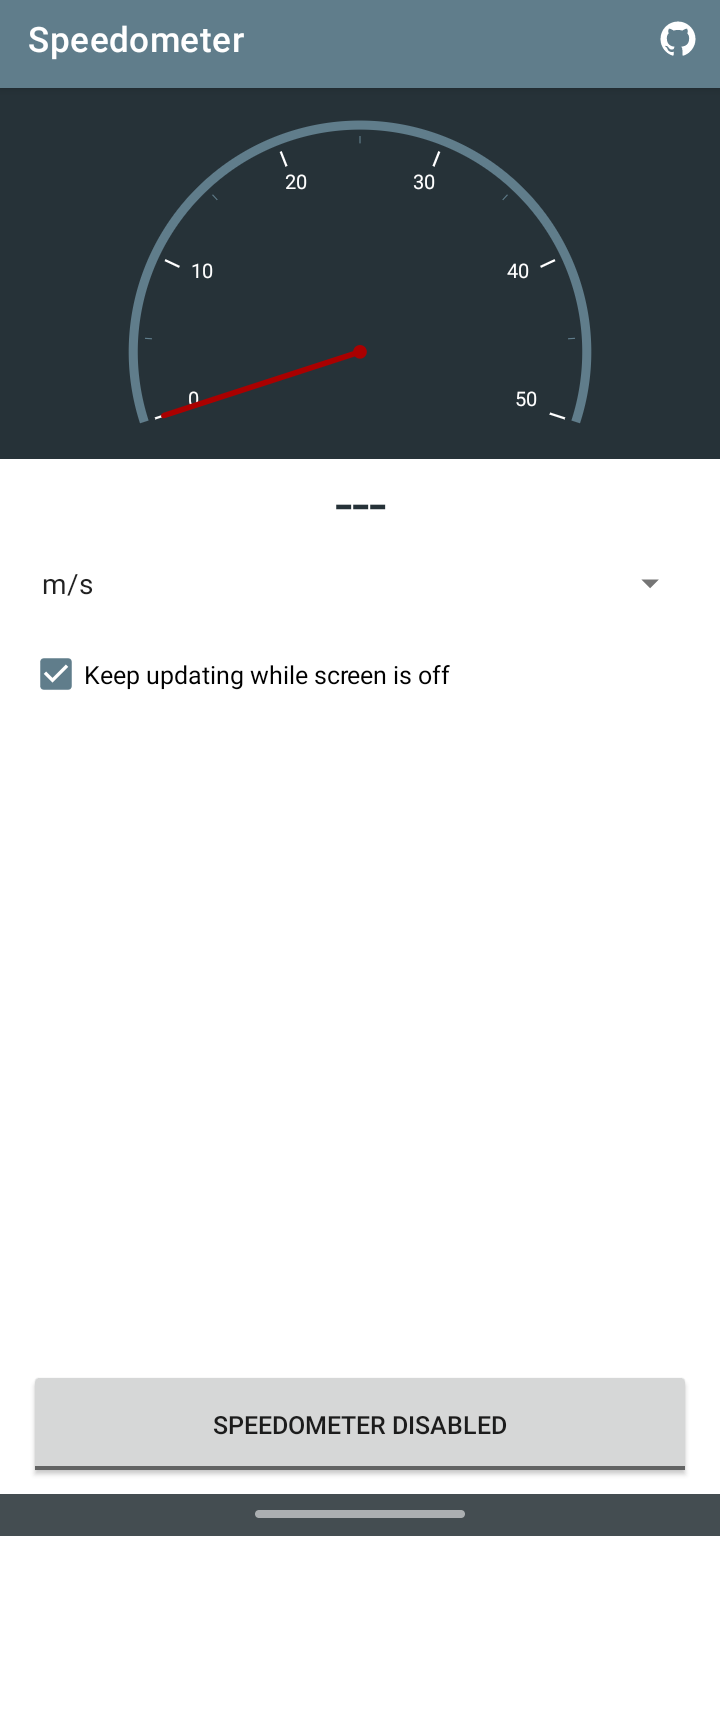 Speedometer
20 30
10 40
0 50
---
m/s
Keep updating while screen is off
SPEEDOMETER DISABLED